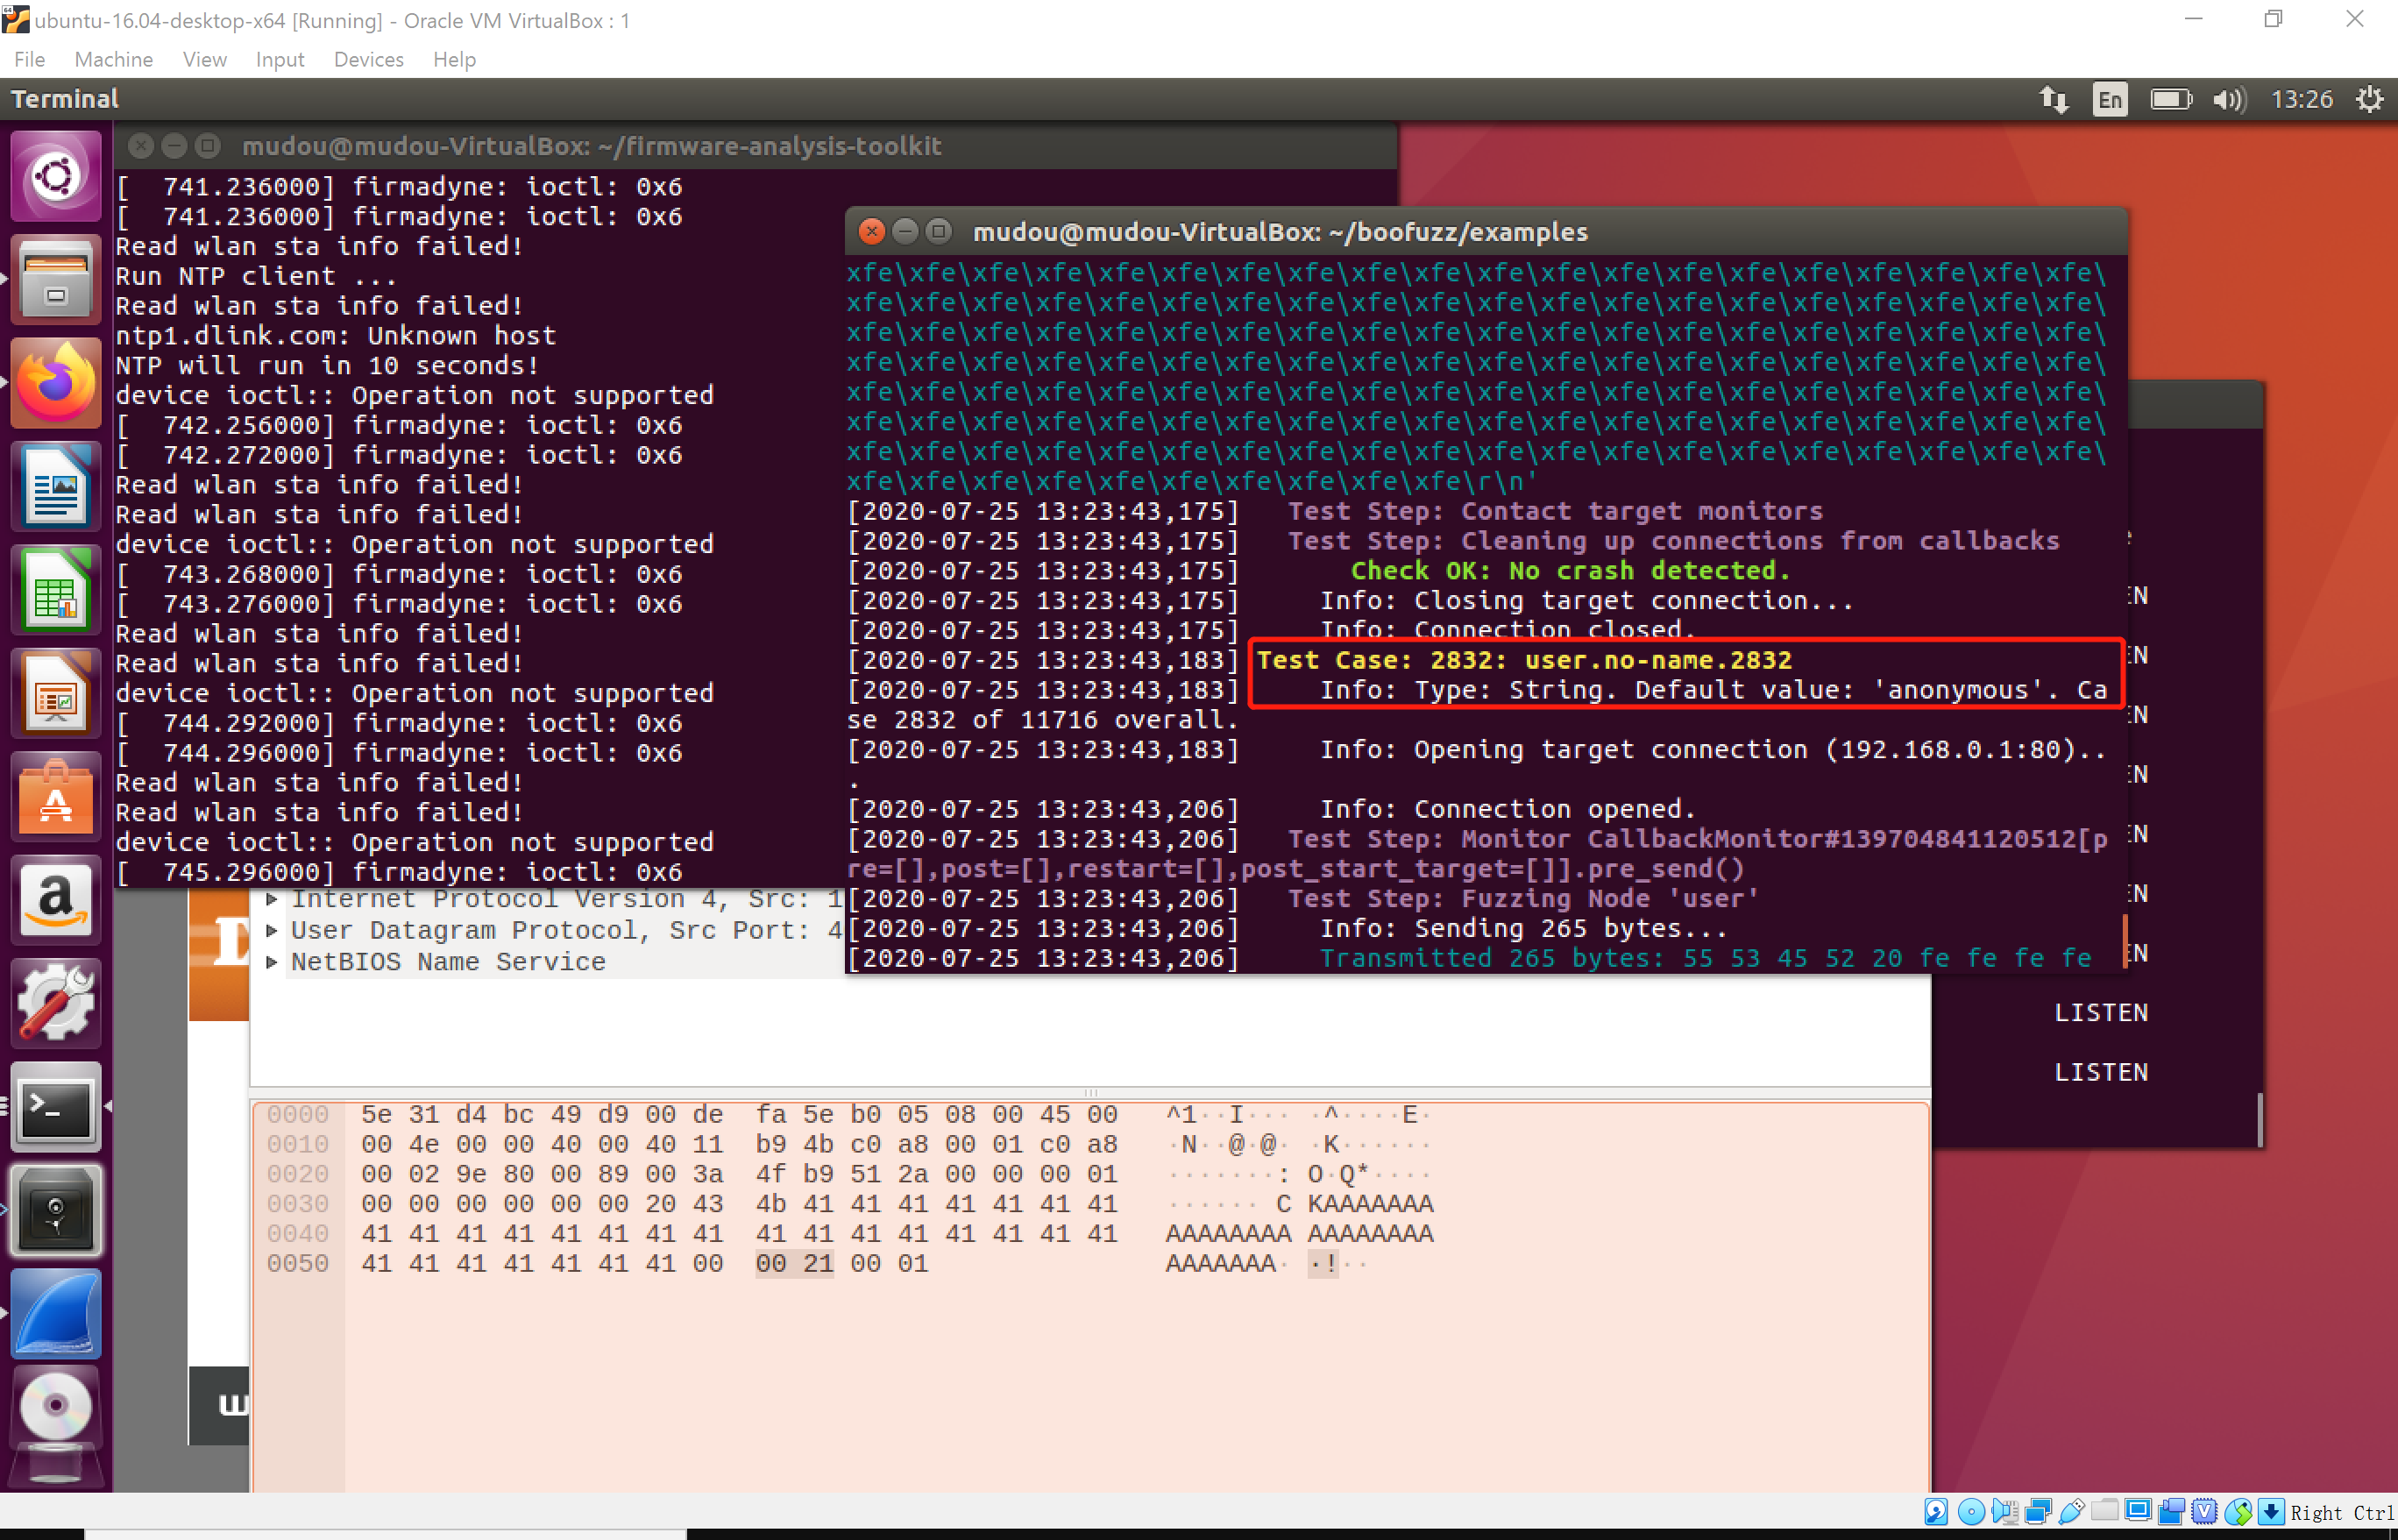 ubuntu-16.04-desktop-x64 [Running] - Oracle VM VirtualBox : 1
File Machine View Input Devices Help
Terminal
En
13:26
mudou@mudou-VirtualBox: ~/firmware-analysis-toolkit
[  741.236000] firmadyne: ioctl: 0x6
[  741.236000] firmadyne: ioctl: 0x6
Read wlan sta info failed!
Run NTP client ...
Read wlan sta info failed!
ntp1.dlink.com: Unknown host
NTP will run in 10 seconds!
device ioctl:: Operation not supported
[  742.256000] firmadyne: ioctl: 0x6
[  742.272000] firmadyne: ioctl: 0x6
Read wlan sta info failed!
Read wlan sta info failed!
device ioctl:: Operation not supported
[  743.268000] firmadyne: ioctl: 0x6
[  743.276000] firmadyne: ioctl: 0x6
Read wlan sta info failed!
Read wlan sta info failed!
device ioctl:: Operation not supported
[  744.292000] firmadyne: ioctl: 0x6
[  744.296000] firmadyne: ioctl: 0x6
Read wlan sta info failed!
Read wlan sta info failed!
device ioctl:: Operation not supported
[  745.296000] firmadyne: ioctl: 0x6
mudou@mudou-VirtualBox: ~/boofuzz/examples
xfe\xfe\xfe\xfe\xfe\xfe\xfe\xfe\xfe\xfe\xfe\xfe\xfe\xfe\xfe\xfe\xfe\xfe\xfe\xfe\
xfe\xfe\xfe\xfe\xfe\xfe\xfe\xfe\xfe\xfe\xfe\xfe\xfe\xfe\xfe\xfe\xfe\xfe\xfe\xfe\
xfe\xfe\xfe\xfe\xfe\xfe\xfe\xfe\xfe\xfe\xfe\xfe\xfe\xfe\xfe\xfe\xfe\xfe\xfe\xfe\
xfe\xfe\xfe\xfe\xfe\xfe\xfe\xfe\xfe\xfe\xfe\xfe\xfe\xfe\xfe\xfe\xfe\xfe\xfe\xfe\
xfe\xfe\xfe\xfe\xfe\xfe\xfe\xfe\xfe\xfe\xfe\xfe\xfe\xfe\xfe\xfe\xfe\xfe\xfe\xfe\
xfe\xfe\xfe\xfe\xfe\xfe\xfe\xfe\xfe\xfe\xfe\xfe\xfe\xfe\xfe\xfe\xfe\xfe\xfe\xfe\
xfe\xfe\xfe\xfe\xfe\xfe\xfe\xfe\xfe\xfe\xfe\xfe\xfe\xfe\xfe\xfe\xfe\xfe\xfe\xfe\
xfe\xfe\xfe\xfe\xfe\xfe\xfe\xfe\xfe\xfe\r\n'
[2020-07-25 13:23:43,175]   Test Step: Contact target monitors
[2020-07-25 13:23:43,175]   Test Step: Cleaning up connections from callbacks
[2020-07-25 13:23:43,175]       Check OK: No crash detected.
[2020-07-25 13:23:43,175]     Info: Closing target connection...
[2020-07-25 13:23:43,175]     Info: Connection closed.
[2020-07-25 13:23:43,183] Test Case: 2832: user.no-name.2832
[2020-07-25 13:23:43,183]     Info: Type: String. Default value: 'anonymous'. Ca
se 2832 of 11716 overall.
[2020-07-25 13:23:43,183]     Info: Opening target connection (192.168.0.1:80)..
.
[2020-07-25 13:23:43,206]     Info: Connection opened.
[2020-07-25 13:23:43,206]   Test Step: Monitor CallbackMonitor#139704841120512[p
re=[],post=[],restart=[],post_start_target=[]].pre_send()
[2020-07-25 13:23:43,206]   Test Step: Fuzzing Node 'user'
[2020-07-25 13:23:43,206]     Info: Sending 265 bytes...
[2020-07-25 13:23:43,206]     Transmitted 265 bytes: 55 53 45 52 20 fe fe fe fe
EN
EN
EN
EN
EN
EN
EN
LISTEN
LISTEN
Internet Protocol Version 4, Src: 1
User Datagram Protocol, Src Port: 4
NetBIOS Name Service
0000 5e 31 d4 bc 49 d9 00 de fa 5e b0 05 08 00 45 00 ^1··I··· ·^····E·
0010 00 4e 00 00 40 00 40 11 b9 4b c0 a8 00 01 c0 a8 ·N··@·@· ·K······
0020 00 02 9e 80 00 89 00 3a 4f b9 51 2a 00 00 00 01 ·······: O·Q*····
0030 00 00 00 00 00 00 20 43 4b 41 41 41 41 41 41 41 ······ C KAAAAAAA
0040 41 41 41 41 41 41 41 41 41 41 41 41 41 41 41 41 AAAAAAAA AAAAAAAA
0050 41 41 41 41 41 41 41 00 00 21 00 01 AAAAAAA· ·!··
Right Ctrl